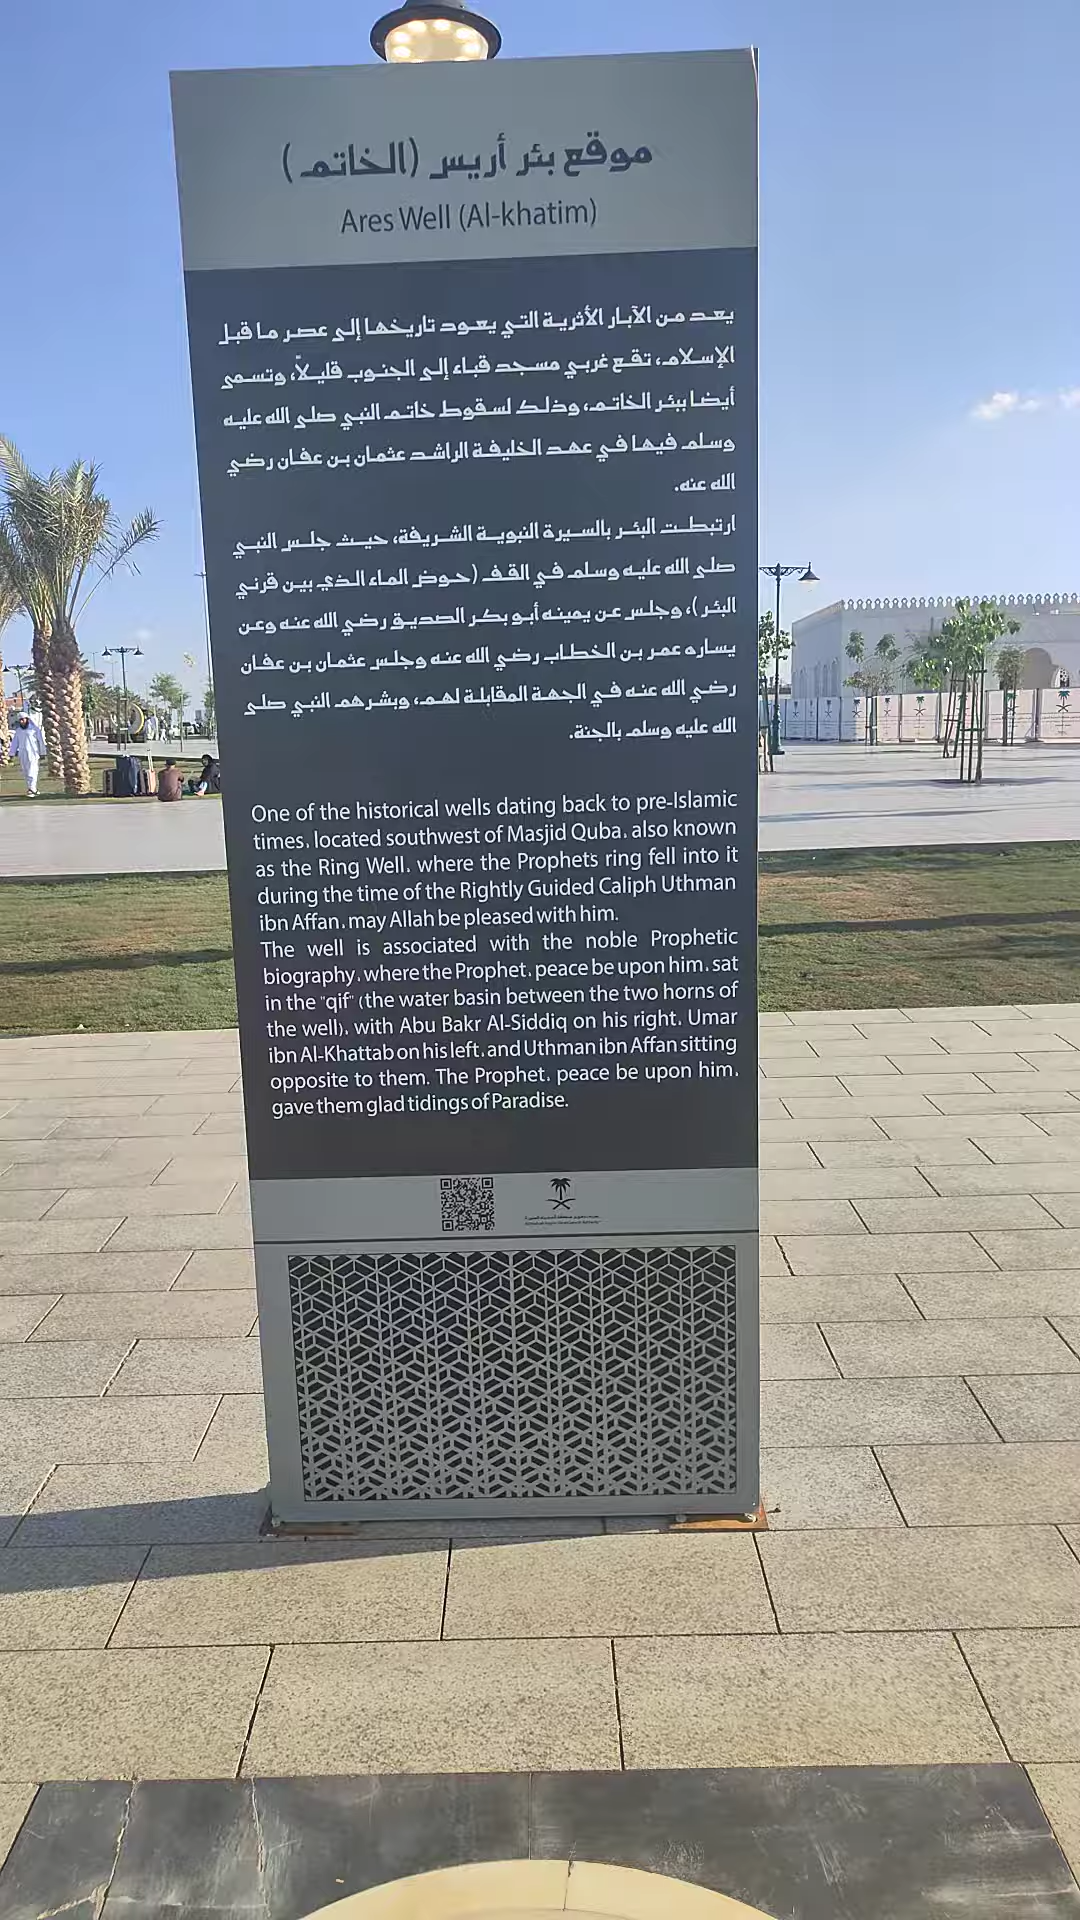 موقع بئر أريس (الخاتم)
Ares Well (Al-khatim)
يعد من الآبار الأثرية التي يعود تاريخها إلى عصر ما قبل
الإسلام، تقع غربي مسجد قباء إلى الجنوب قليلاً، وتسمى
أيضا ببئر الخاتم، وذلك لسقوط خاتم النبي صلى الله عليه
وسلم فيها في عهد الخليفة الراشد عثمان بن عفان رضي
الله عنه.
ارتبطت البئر بالسيرة النبوية الشريفة، حيث جلس النبي
صلى الله عليه وسلم في القف (حوض الماء الذي بين قرني
البئر)، وجلس عن يمينه أبو بكر الصديق رضي الله عنه وعن
يساره عمر بن الخطاب رضي الله عنه وجلس عثمان بن عفان
رضي الله عنه في الجهة المقابلة لهم، وبشرهم النبي صلى
الله عليه وسلم بالجنة.
One of the historical wells dating back to pre-Islamic
times. located southwest of Masjid Quba. also known
as the Ring Well. where the Prophets ring fell into it
during the time of the Rightly Guided Caliph Uthman
ibn Affan. may Allah be pleased with him.
The well is associated with the noble Prophetic
biography. where the Prophet. peace be upon him. sat
in the "qif" (the water basin between the two horns of
the well). with Abu Bakr Al-Siddiq on his right. Umar
ibn Al-Khattab on his left. and Uthman ibn Affan sitting
opposite to them. The Prophet. peace be upon him.
gave them glad tidings of Paradise.